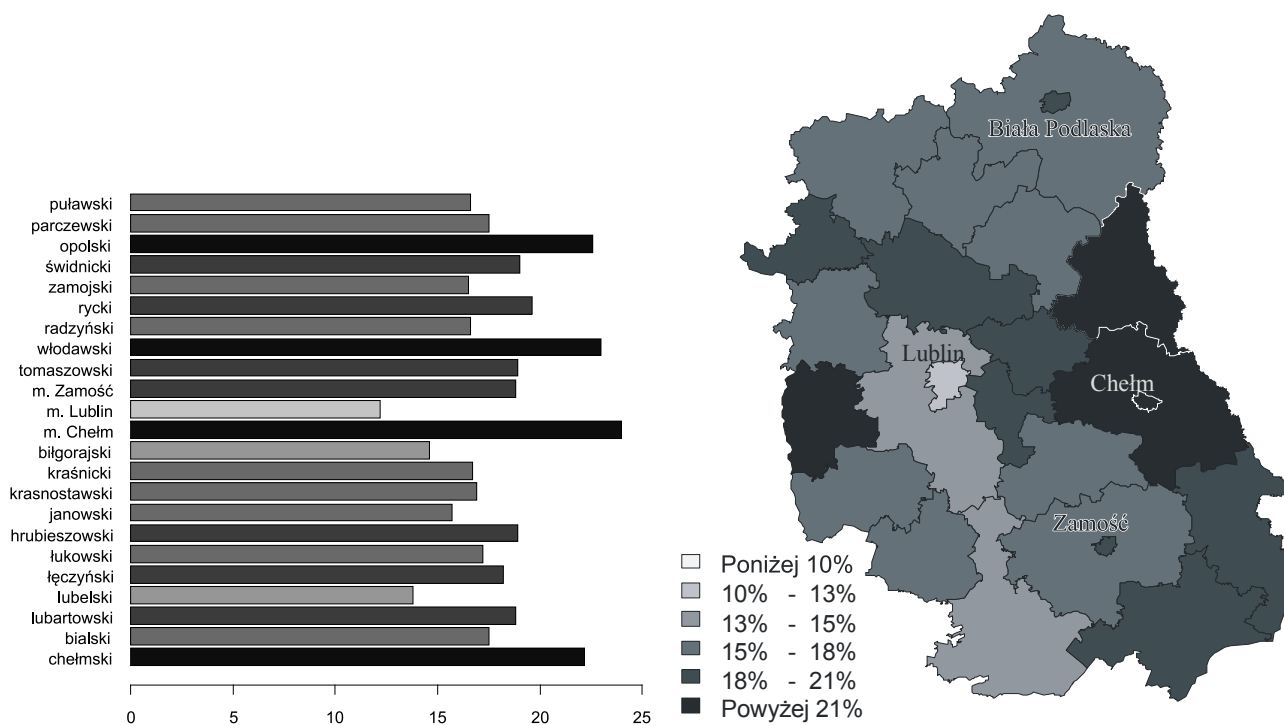 puławski
parczewski
opolski
świdnicki
zamojski
rycki
radzyński
włodawski
tomaszowski
m. Zamość
m. Lublin
m. Chełm
biłgorajski
kraśnicki
krasnostawski
janowski
hrubieszowski
łukowski
łęczyński
lubelski
lubartowski
bialski
chełmski
0 5 10 15 20 25
Biała Podlaska
Lublin
Chełm
Zamość
Poniżej 10%
10% - 13%
13% - 15%
15% - 18%
18% - 21%
Powyżej 21%